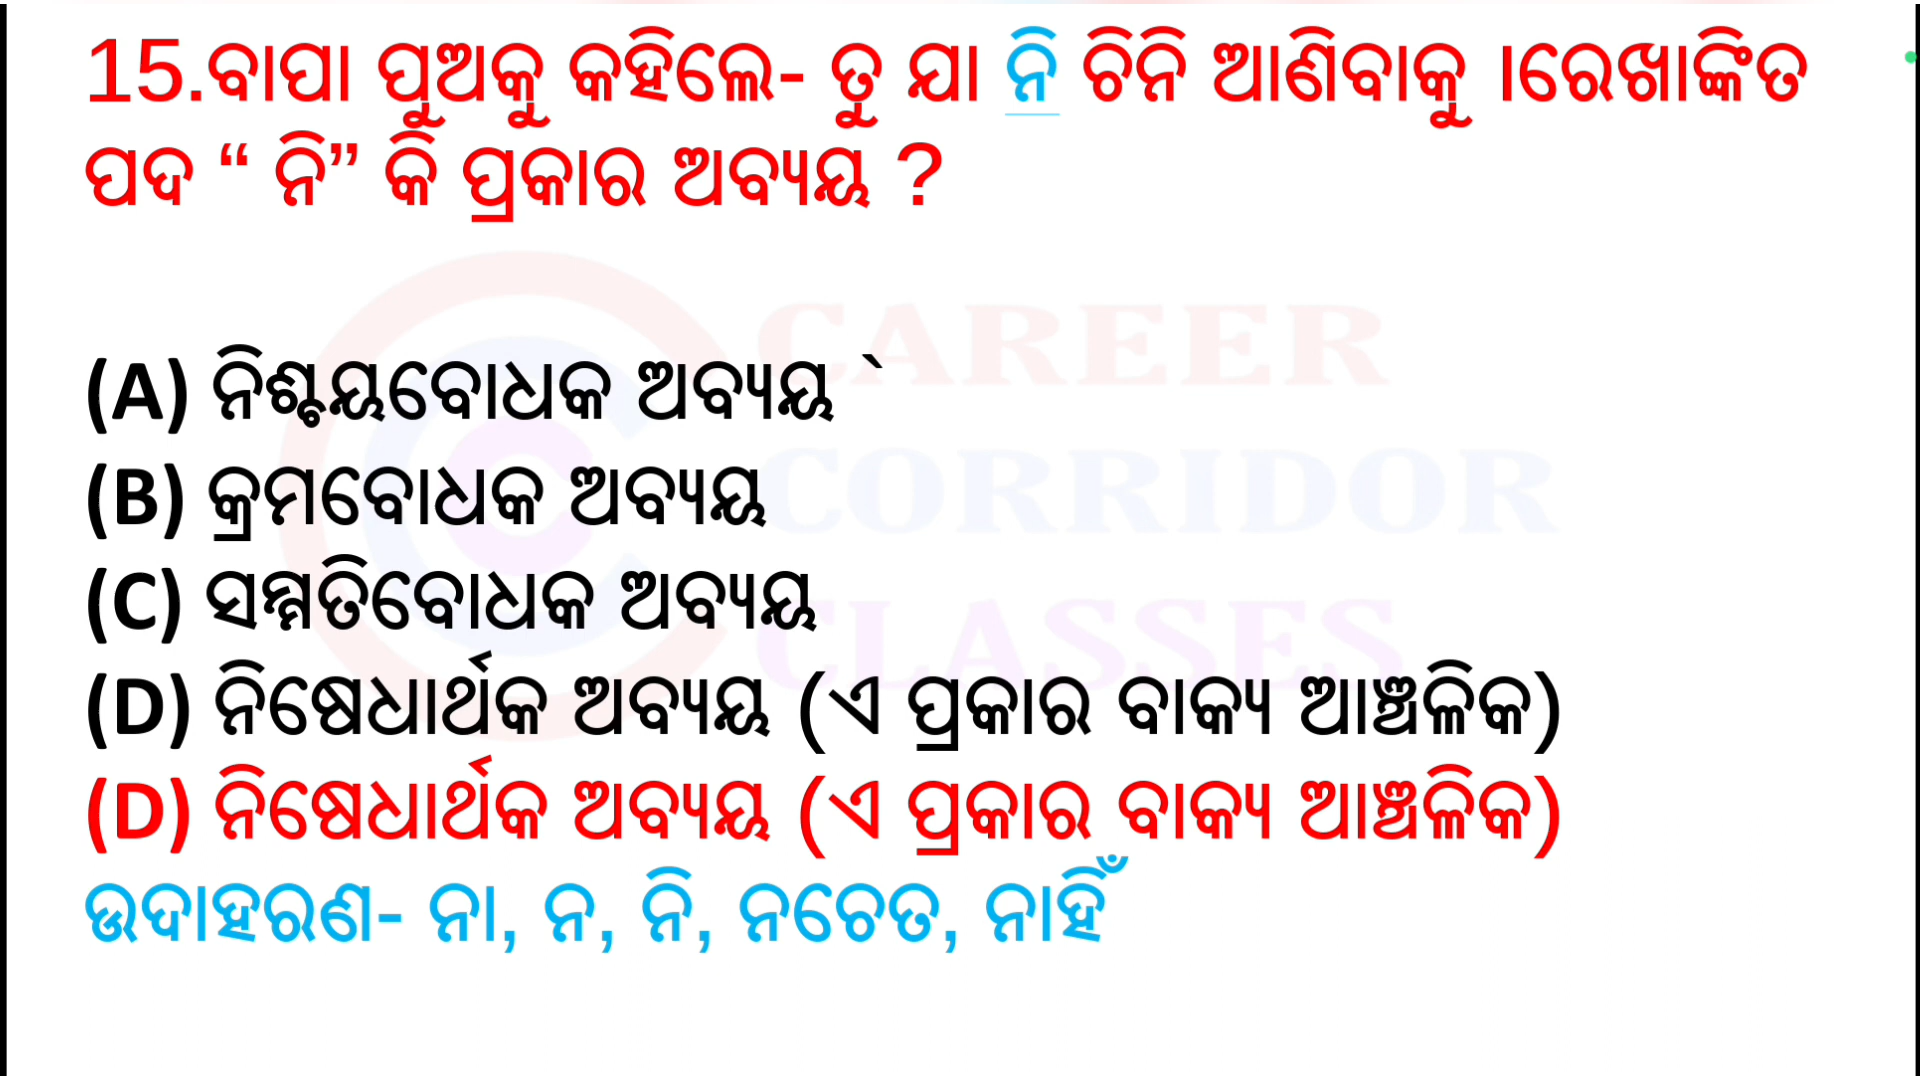 15.ବାପା ପୁଅକୁ କହିଲେ- ତୁ ଯା ନି ଚିନି ଆଣିବାକୁ ।ରେଖାଙ୍କିତ
ପଦ “ ନି” କି ପ୍ରକାର ଅବ୍ୟୟ ?
CAREER
(A) ନିଶ୍ଚୟବୋଧକ ଅବ୍ୟୟ `
(B) କ୍ରମବୋଧକ ଅବ୍ୟୟ
CORRIDOR
(C) ସମ୍ମତିବୋଧକ ଅବ୍ୟୟ
CLASSES
(D) ନିଷେଧାର୍ଥକ ଅବ୍ୟୟ (ଏ ପ୍ରକାର ବାକ୍ୟ ଆଞ୍ଚଳିକ)
(D) ନିଷେଧାର୍ଥକ ଅବ୍ୟୟ (ଏ ପ୍ରକାର ବାକ୍ୟ ଆଞ୍ଚଳିକ)
ଉଦାହରଣ- ନା, ନ, ନି, ନଚେତ, ନାହିଁ